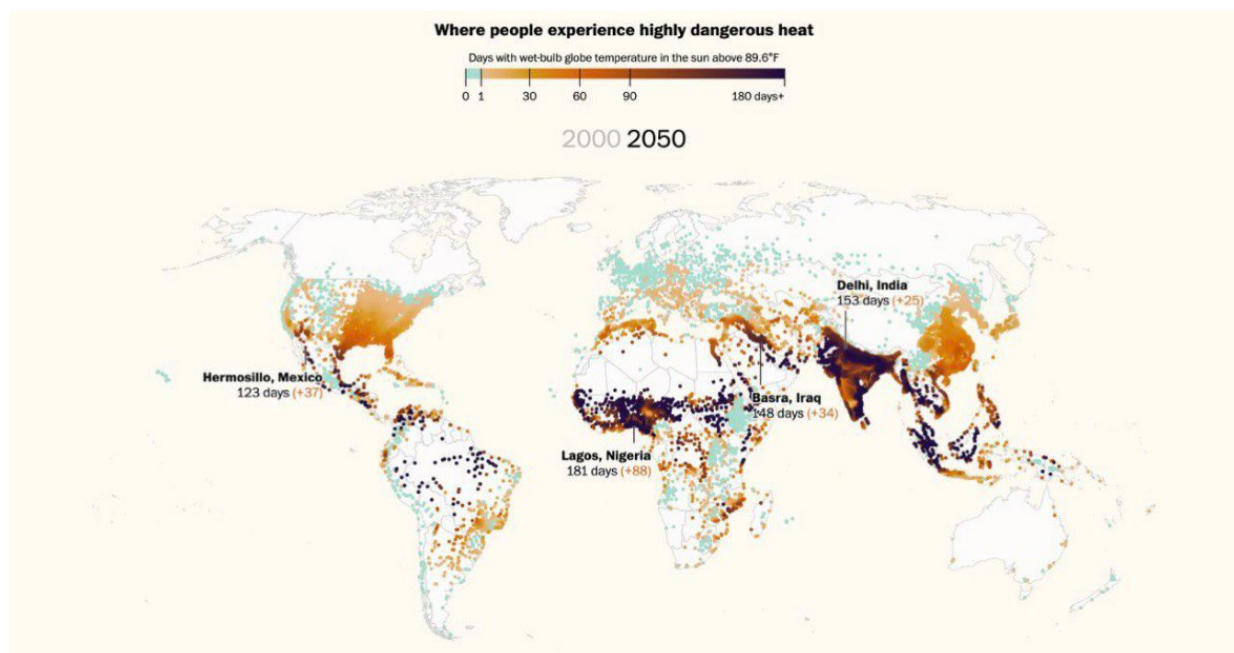 Where people experience highly dangerous heat
Days with wet-bulb globe temperature in the sun above 89.6°F
0 1 30 60 90 180 days+
2000 2050
Delhi, India
153 days (+25)
Hermosillo, Mexico
123 days (+37)
Basra, Iraq
148 days (+34)
Lagos, Nigeria
181 days (+88)